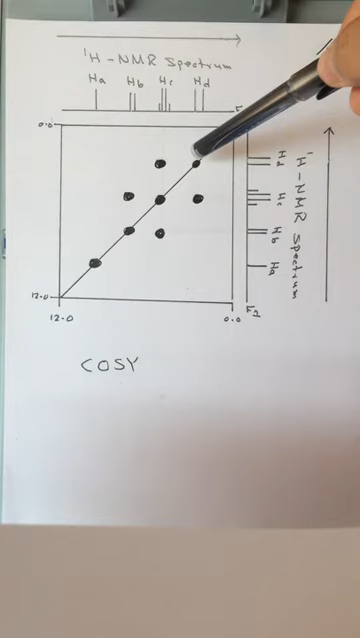 ¹H-NMR Spectrum
Ha Hb Hc Hd
0.0
12.0
12.0 0.0
Hd
Hc
Hb
Ha
¹H-NMR Spectrum
COSY